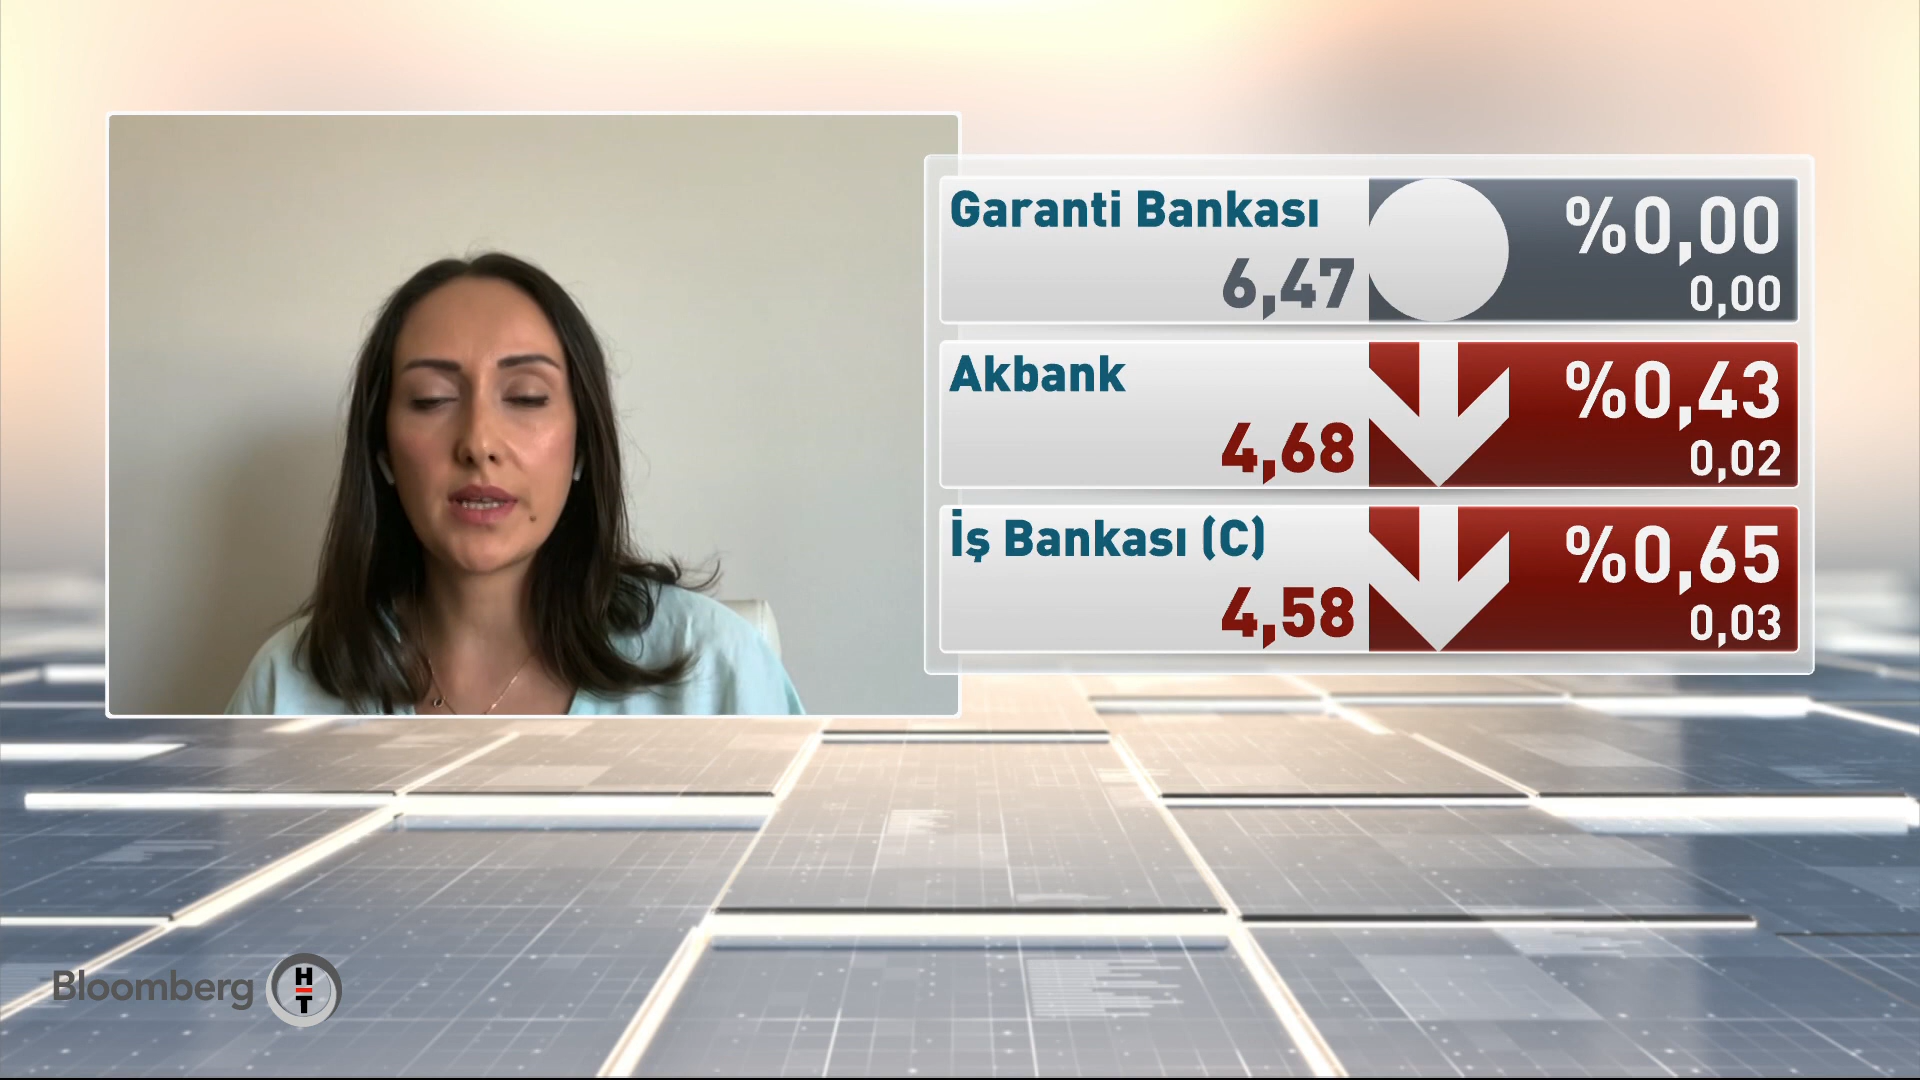 Garanti Bankası
6,47
%0,00
0,00
Akbank
4,68
%0,43
0,02
İş Bankası (C)
4,58
%0,65
0,03
Bloomberg HT